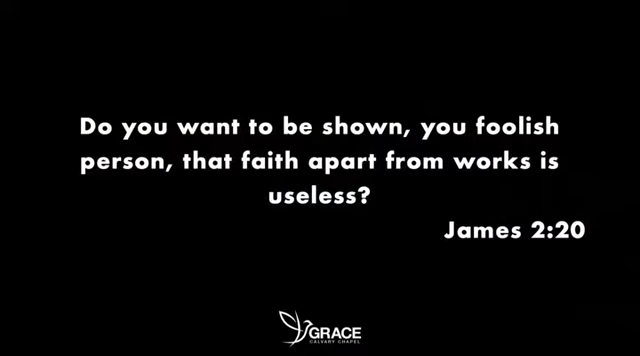 Do you want to be shown, you foolish
person, that faith apart from works is
useless?
James 2:20
GRACE
CALVARY CHAPEL